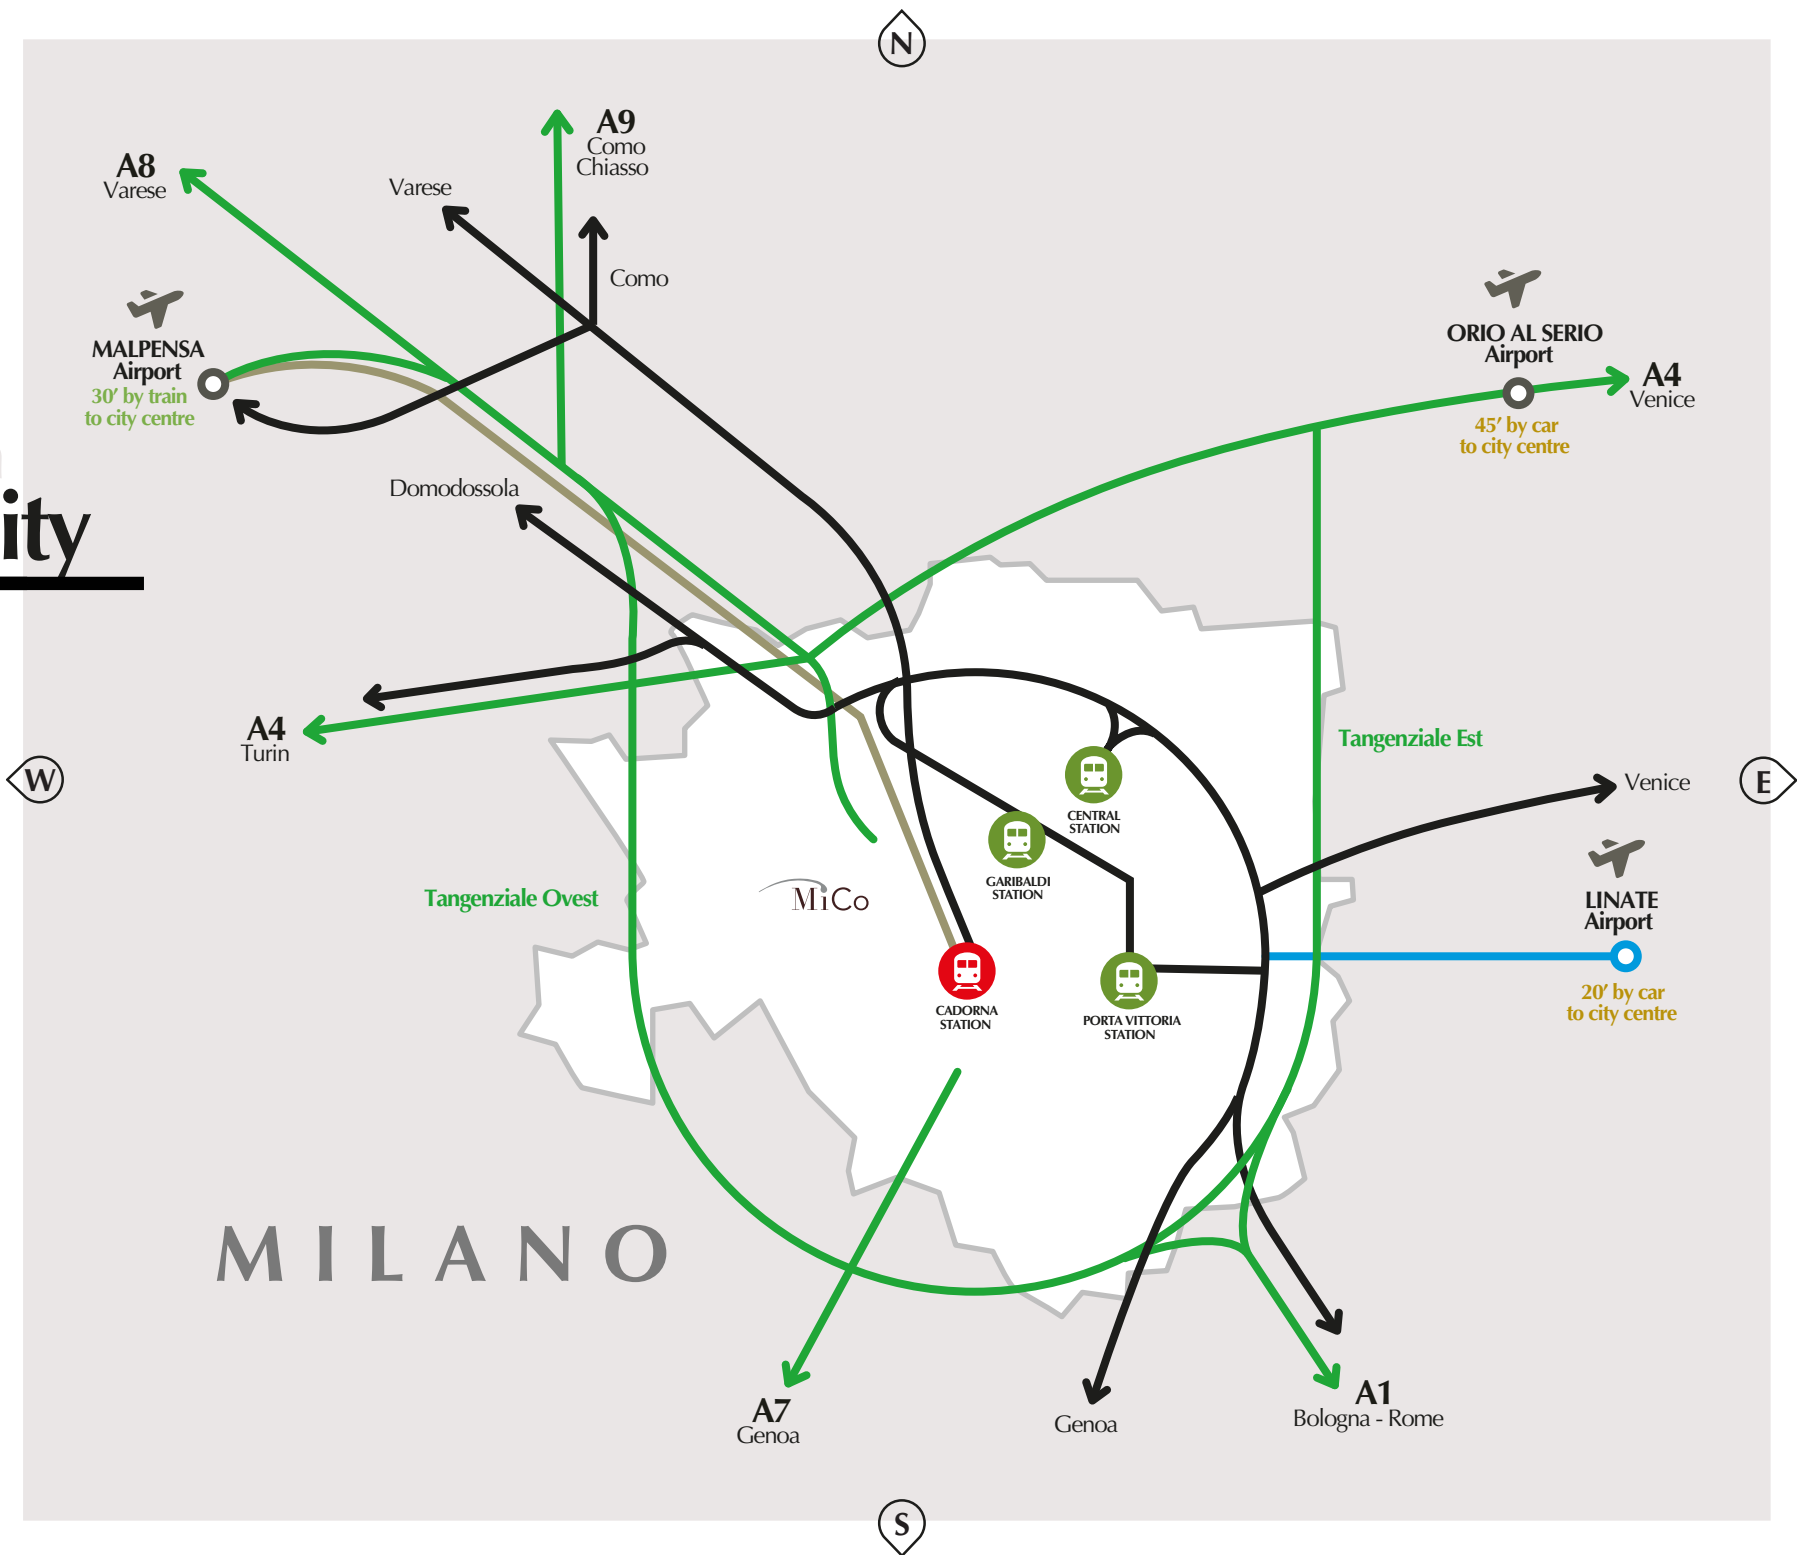 N
A9
Como
Chiasso
A8
Varese
Varese
Como
MALPENSA
Airport
30' by train
to city centre
ORIO AL SERIO
Airport
45' by car
to city centre
A4
Venice
Domodossola
ity
A4
Turin
W
Tangenziale Est
E
Venice
CENTRAL
STATION
GARIBALDI
STATION
Tangenziale Ovest
MiCo
LINATE
Airport
20' by car
to city centre
CADORNA
STATION
PORTA VITTORIA
STATION
MILANO
A7
Genoa
Genoa
A1
Bologna - Rome
S